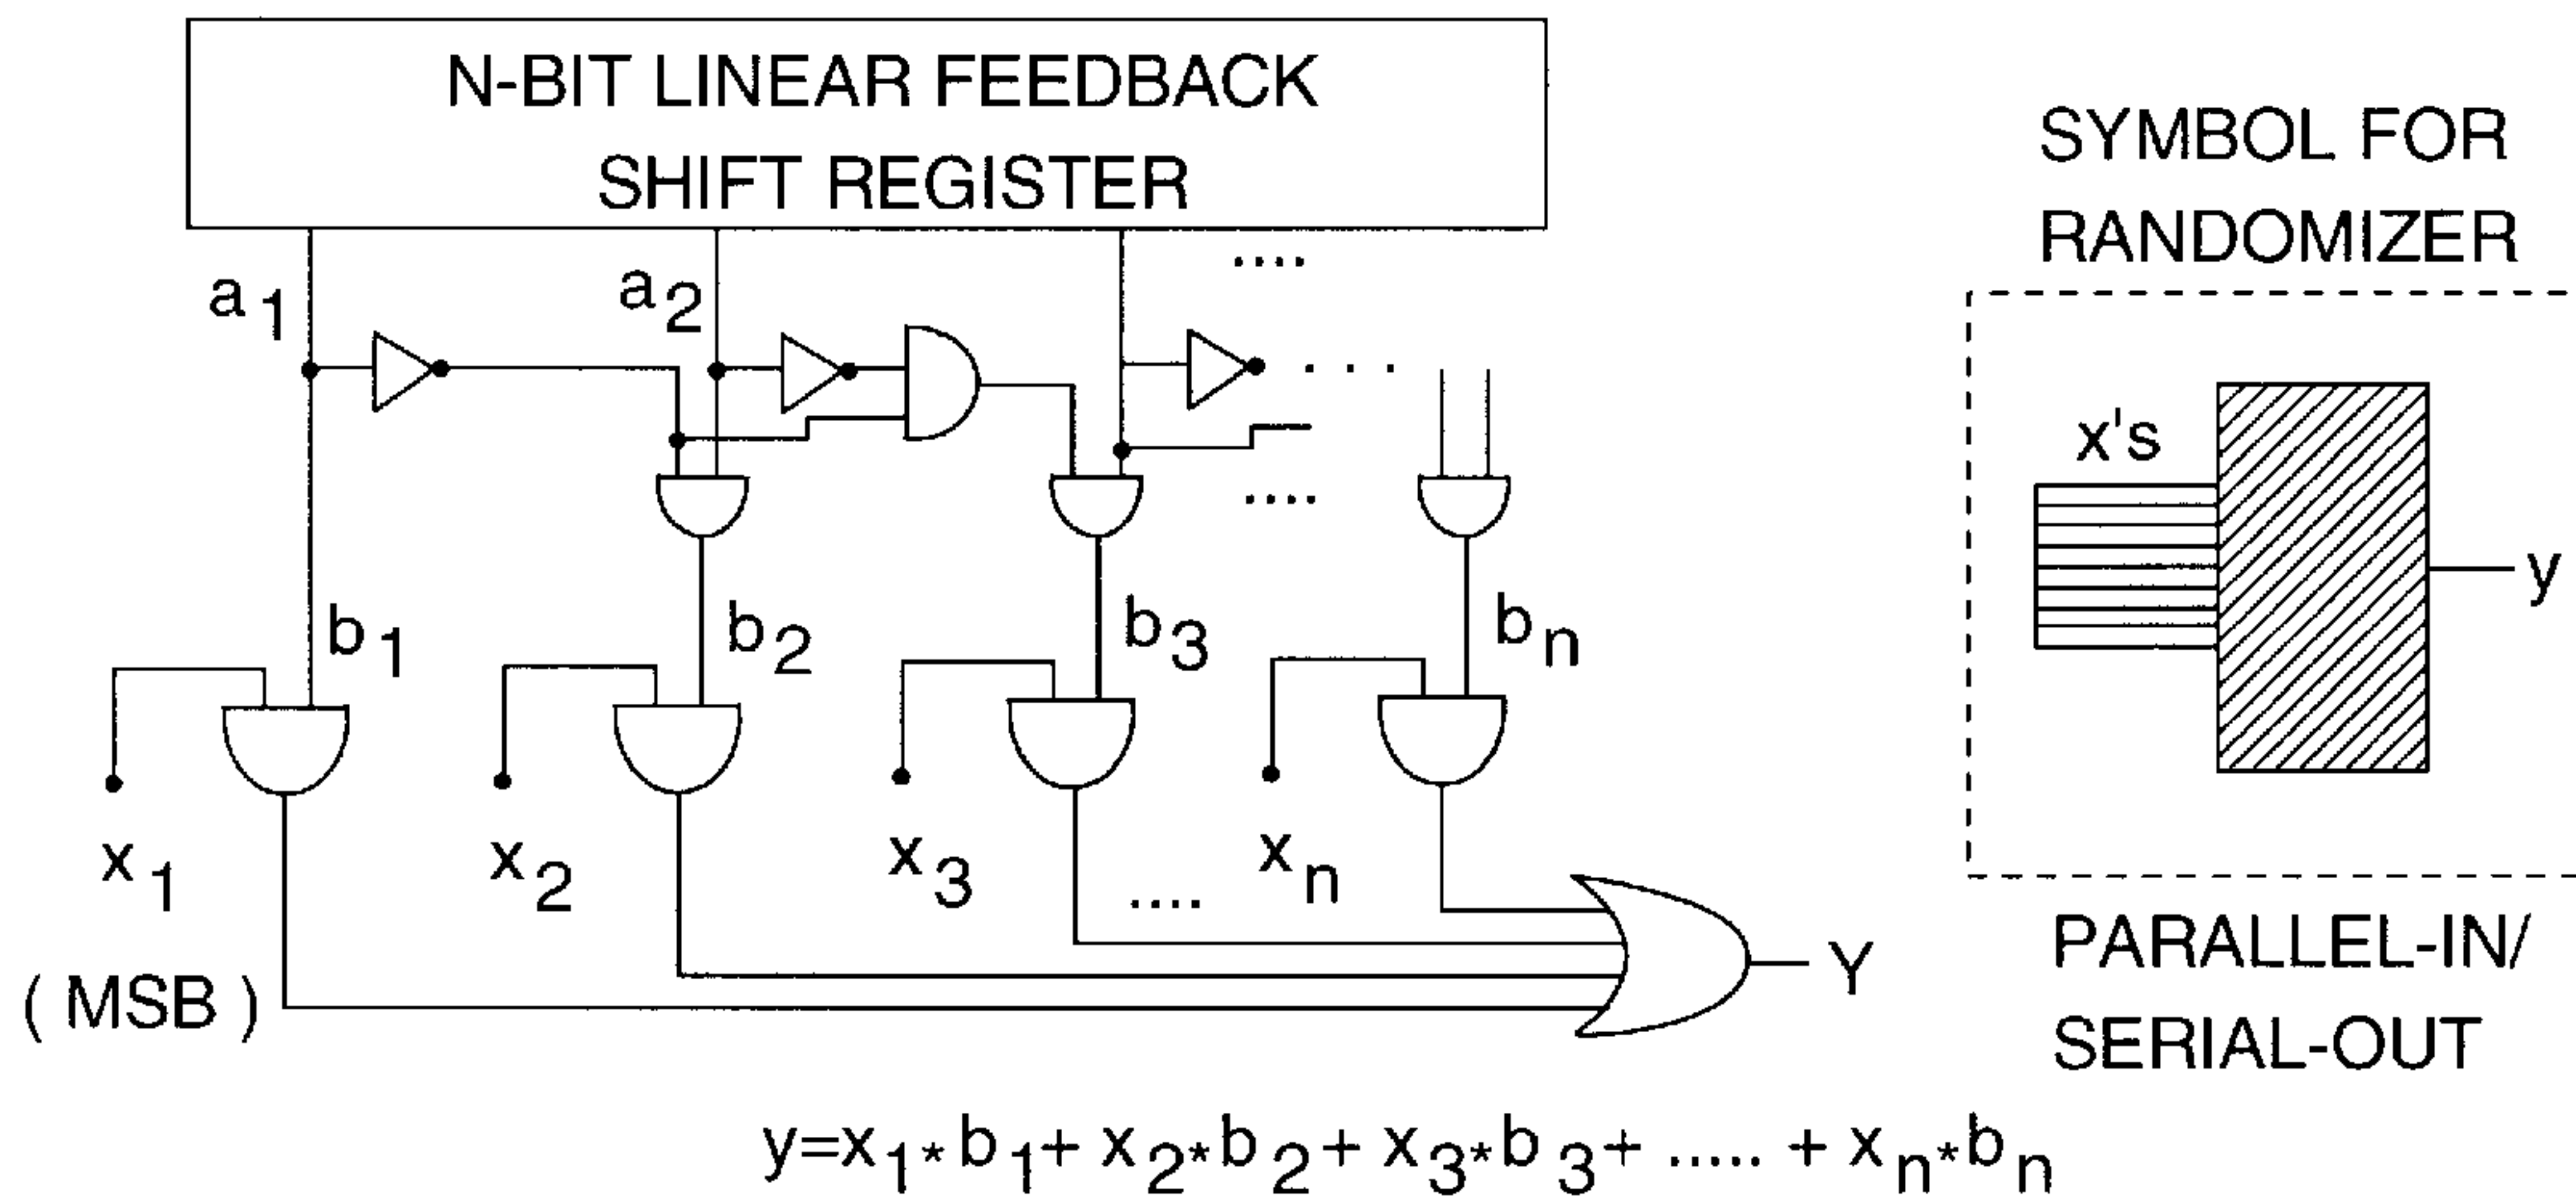 N-BIT LINEAR FEEDBACK
SHIFT REGISTER
SYMBOL FOR
RANDOMIZER
....
a1
a2
. . .
x's
....
y
b1
b2
b3
bn
x1
x2
x3
xn
....
(MSB)
Y
PARALLEL-IN/
SERIAL-OUT
y=x1*b1+ x2*b2+ x3*b3+ ..... + xn*bn